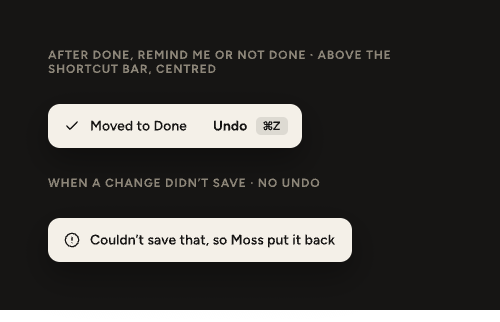 AFTER DONE, REMIND ME OR NOT DONE · ABOVE THE
SHORTCUT BAR, CENTRED
Moved to Done Undo ⌘Z
WHEN A CHANGE DIDN’T SAVE · NO UNDO
Couldn’t save that, so Moss put it back